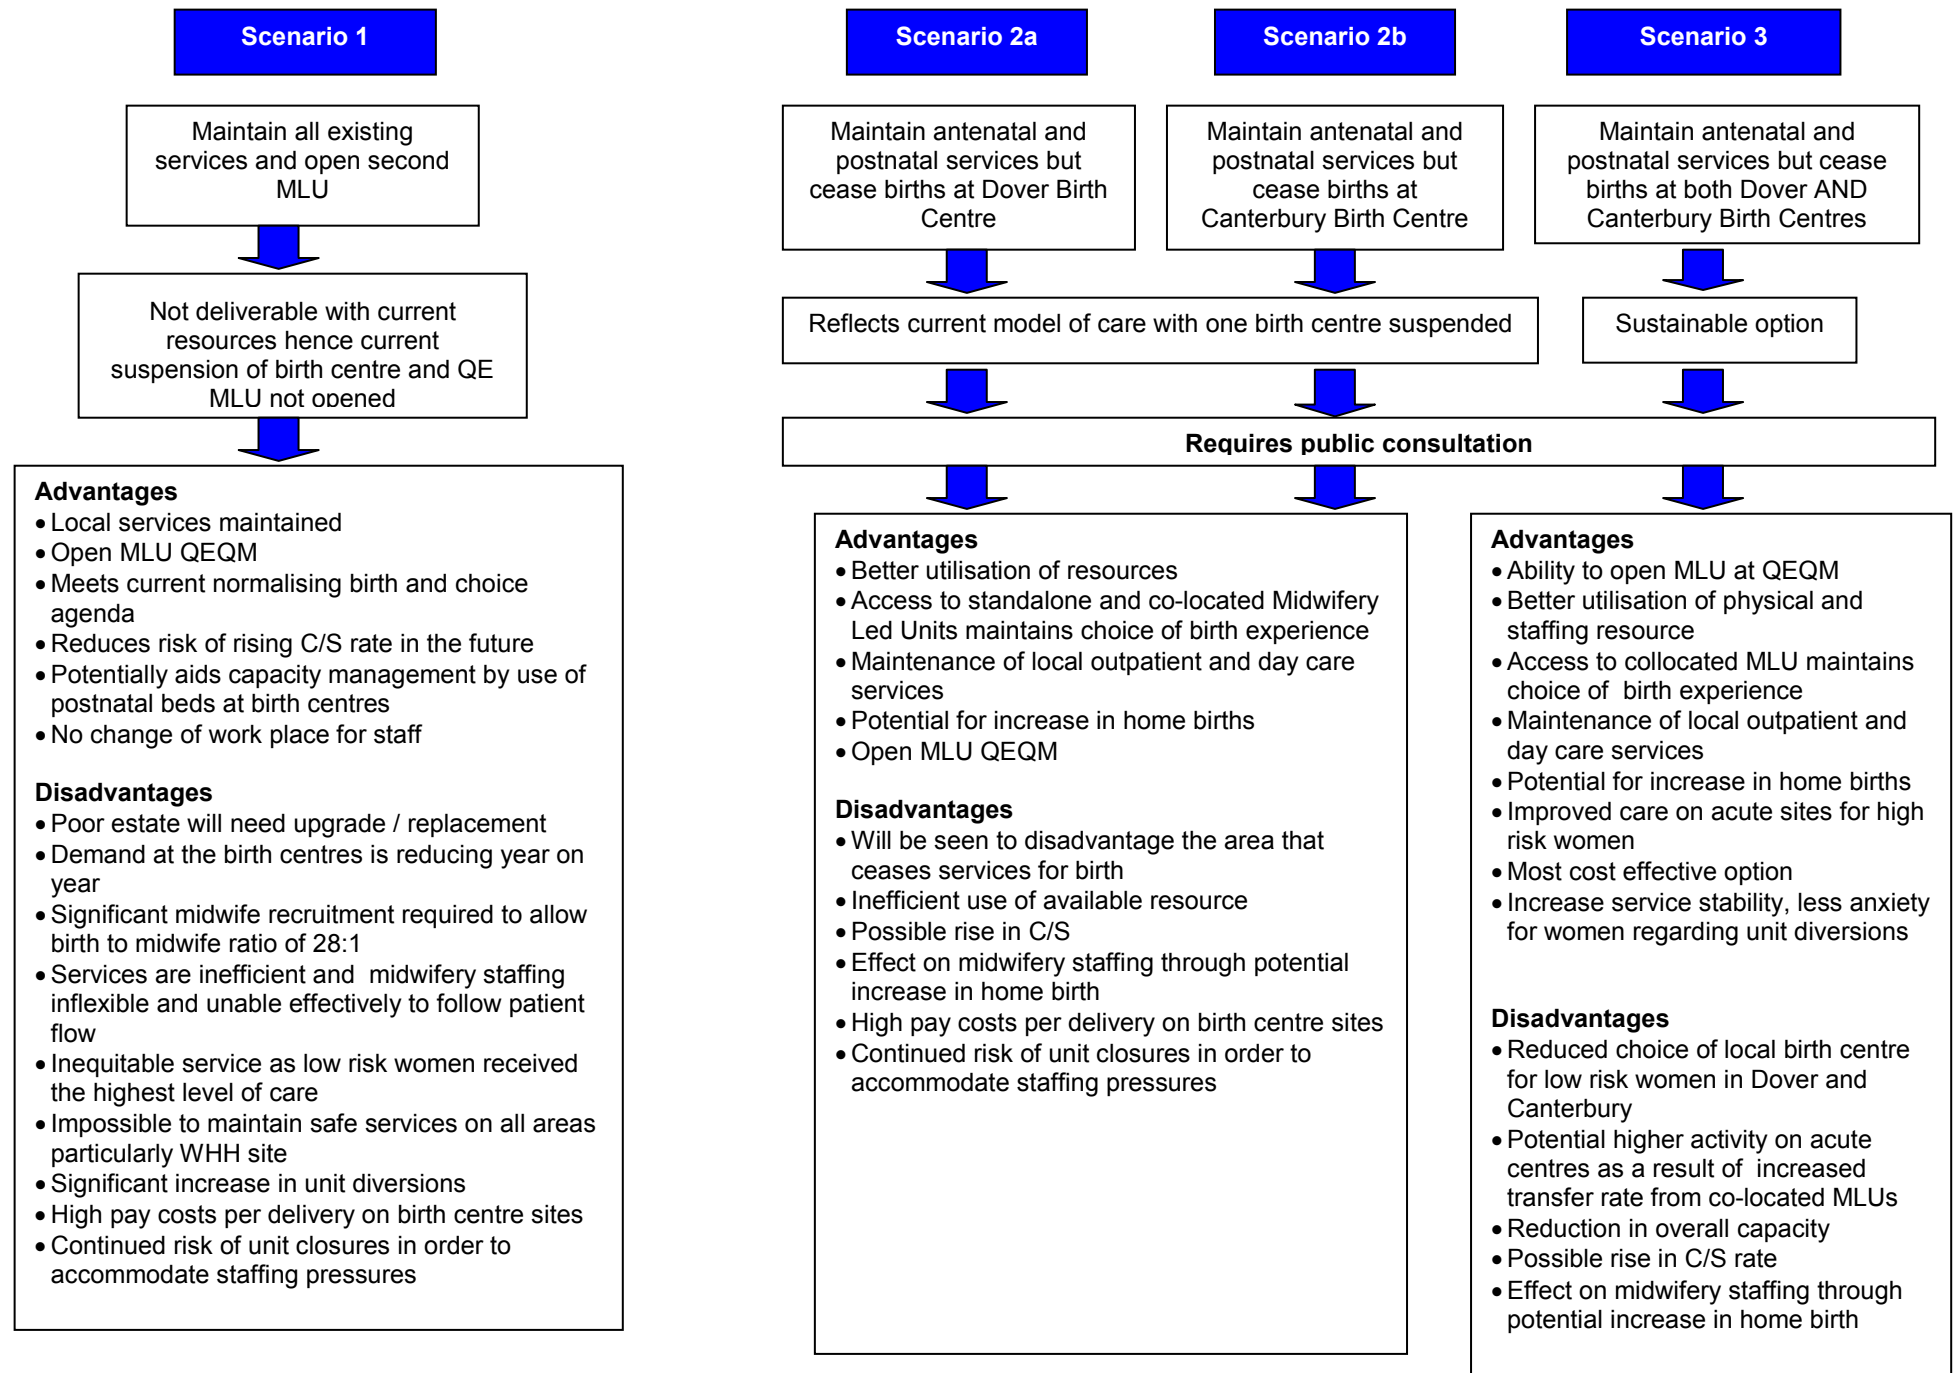 Scenario 1
Maintain all existing
services and open second
MLU
Not deliverable with current
resources hence current
suspension of birth centre and QE
MLU not opened
Advantages
• Local services maintained
• Open MLU QEQM
• Meets current normalising birth and choice
agenda
• Reduces risk of rising C/S rate in the future
• Potentially aids capacity management by use of
postnatal beds at birth centres
• No change of work place for staff
Disadvantages
• Poor estate will need upgrade / replacement
• Demand at the birth centres is reducing year on
year
• Significant midwife recruitment required to allow
birth to midwife ratio of 28:1
• Services are inefficient and midwifery staffing
inflexible and unable effectively to follow patient
flow
• Inequitable service as low risk women received
the highest level of care
• Impossible to maintain safe services on all areas
particularly WHH site
• Significant increase in unit diversions
• High pay costs per delivery on birth centre sites
• Continued risk of unit closures in order to
accommodate staffing pressures
Scenario 2a
Maintain antenatal and
postnatal services but
cease births at Dover Birth
Centre
Scenario 2b
Maintain antenatal and
postnatal services but
cease births at
Canterbury Birth Centre
Scenario 3
Maintain antenatal and
postnatal services but cease
births at both Dover AND
Canterbury Birth Centres
Reflects current model of care with one birth centre suspended
Sustainable option
Requires public consultation
Advantages
• Better utilisation of resources
• Access to standalone and co-located Midwifery
Led Units maintains choice of birth experience
• Maintenance of local outpatient and day care
services
• Potential for increase in home births
• Open MLU QEQM
Disadvantages
• Will be seen to disadvantage the area that
ceases services for birth
• Inefficient use of available resource
• Possible rise in C/S
• Effect on midwifery staffing through potential
increase in home birth
• High pay costs per delivery on birth centre sites
• Continued risk of unit closures in order to
accommodate staffing pressures
Advantages
• Ability to open MLU at QEQM
• Better utilisation of physical and
staffing resource
• Access to collocated MLU maintains
choice of birth experience
• Maintenance of local outpatient and
day care services
• Potential for increase in home births
• Improved care on acute sites for high
risk women
• Most cost effective option
• Increase service stability, less anxiety
for women regarding unit diversions
Disadvantages
• Reduced choice of local birth centre
for low risk women in Dover and
Canterbury
• Potential higher activity on acute
centres as a result of increased
transfer rate from co-located MLUs
• Reduction in overall capacity
• Possible rise in C/S rate
• Effect on midwifery staffing through
potential increase in home birth